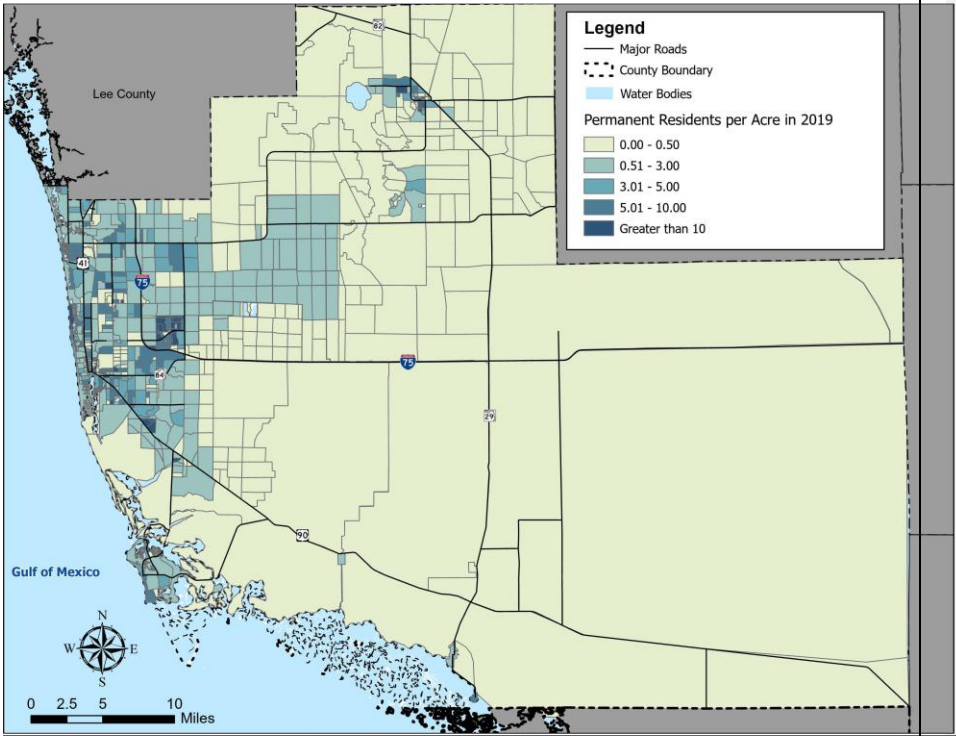 62
Lee County
Legend
Major Roads
County Boundary
Water Bodies
Permanent Residents per Acre in 2019
0.00 - 0.50
0.51 - 3.00
3.01 - 5.00
5.01 - 10.00
Greater than 10
41
75
75
84
29
90
Gulf of Mexico
N
W E
S
0 2.5 5 10
Miles